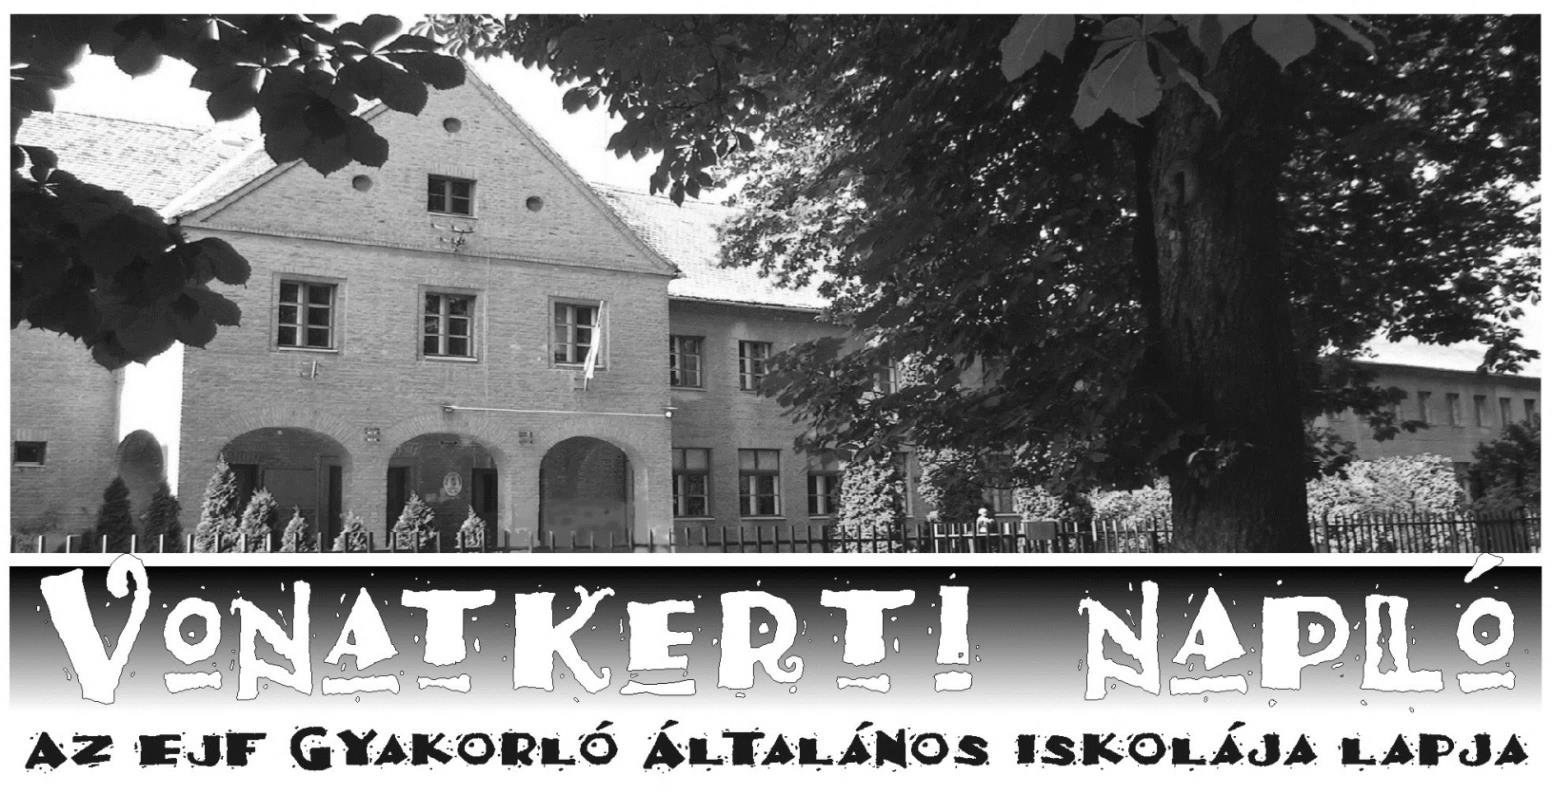 VONATKERTI NAPLÓ
AZ EJF GYAKORLÓ ÁLTALÁNOS ISKOLÁJA LAPJA